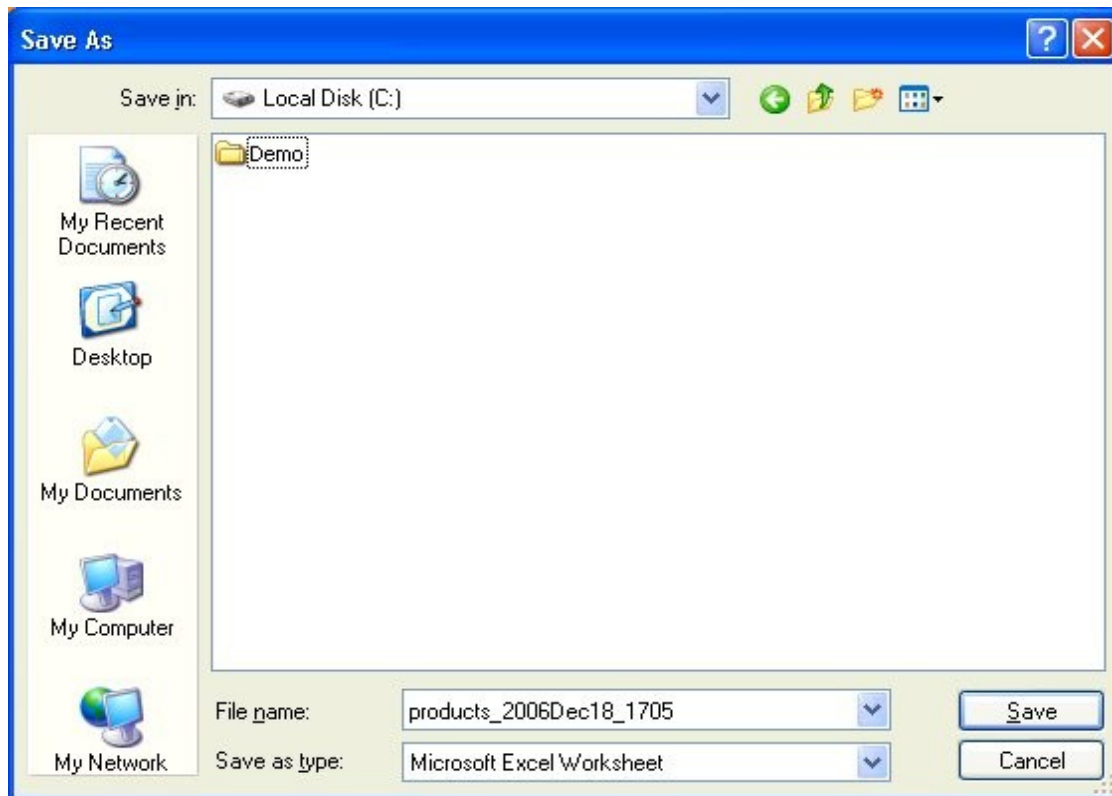 Save As
Save in: Local Disk (C:)
Demo
My Recent
Documents
Desktop
My Documents
My Computer
My Network
File name: products_2006Dec18_1705 Save
Save as type: Microsoft Excel Worksheet Cancel